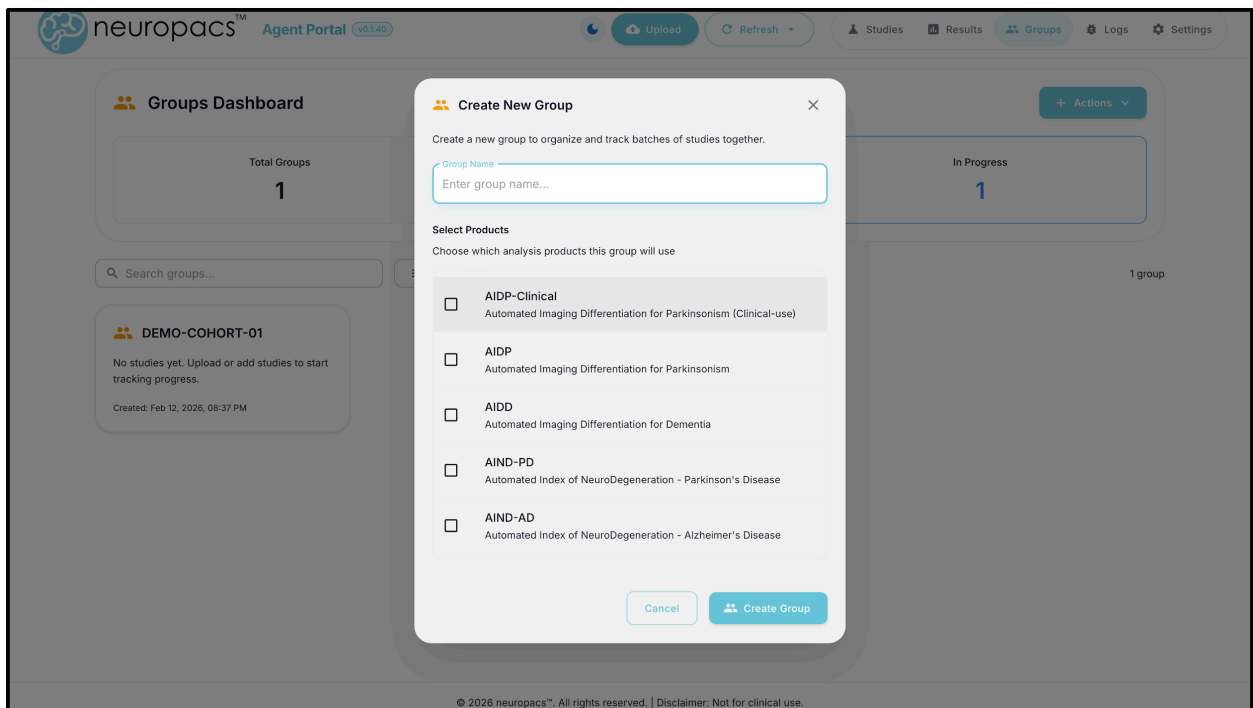 neuropacs™ Agent Portal v0.1.40 Upload Refresh Studies Results Groups Logs Settings
Groups Dashboard
Actions
Total Groups
1
In Progress
1
Search groups...
1 group
DEMO-COHORT-01
No studies yet. Upload or add studies to start
tracking progress.
Created: Feb 12, 2026, 08:37 PM
Create New Group
Create a new group to organize and track batches of studies together.
Group Name
Enter group name...
Select Products
Choose which analysis products this group will use
AIDP-Clinical
Automated Imaging Differentiation for Parkinsonism (Clinical-use)
AIDP
Automated Imaging Differentiation for Parkinsonism
AIDD
Automated Imaging Differentiation for Dementia
AIND-PD
Automated Index of NeuroDegeneration - Parkinson's Disease
AIND-AD
Automated Index of NeuroDegeneration - Alzheimer's Disease
Cancel Create Group
© 2026 neuropacs™. All rights reserved. | Disclaimer: Not for clinical use.